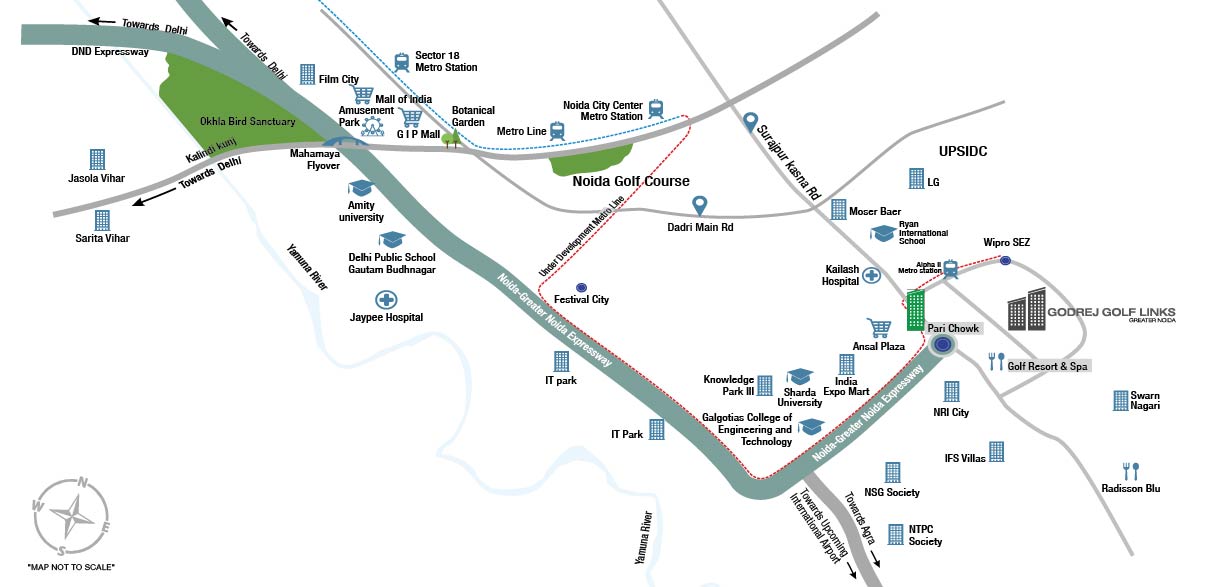 Towards Delhi
DND Expressway
Towards Delhi
Film City
Sector 18
Metro Station
Mall of India
Amusement
Park
G I P Mall
Botanical
Garden
Metro Line
Noida City Center
Metro Station
Okhla Bird Sanctuary
Kalindi kunj
Towards Delhi
Mahamaya
Flyover
Jasola Vihar
Sarita Vihar
Noida Golf Course
Surajpur kasna Rd
UPSIDC
LG
Moser Baer
Ryan
International
School
Dadri Main Rd
Amity
university
Delhi Public School
Gautam Budhnagar
Jaypee Hospital
Yamuna River
Under Development Metro Line
Festival City
Noida-Greater Noida Expressway
Kailash
Hospital
Alpha II
Metro station
Wipro SEZ
GODREJ GOLF LINKS
GREATER NOIDA
Pari Chowk
Ansal Plaza
Golf Resort & Spa
IT park
IT Park
Knowledge
Park III
Sharda
University
India
Expo Mart
Galgotias College of
Engineering and
Technology
Noida-Greater Noida Expressway
NRI City
Swarn
Nagari
IFS Villas
Radisson Blu
NSG Society
NTPC
Society
Towards Upcoming
International Airport
Towards Agra
Yamuna River
N
W
E
S
"MAP NOT TO SCALE"